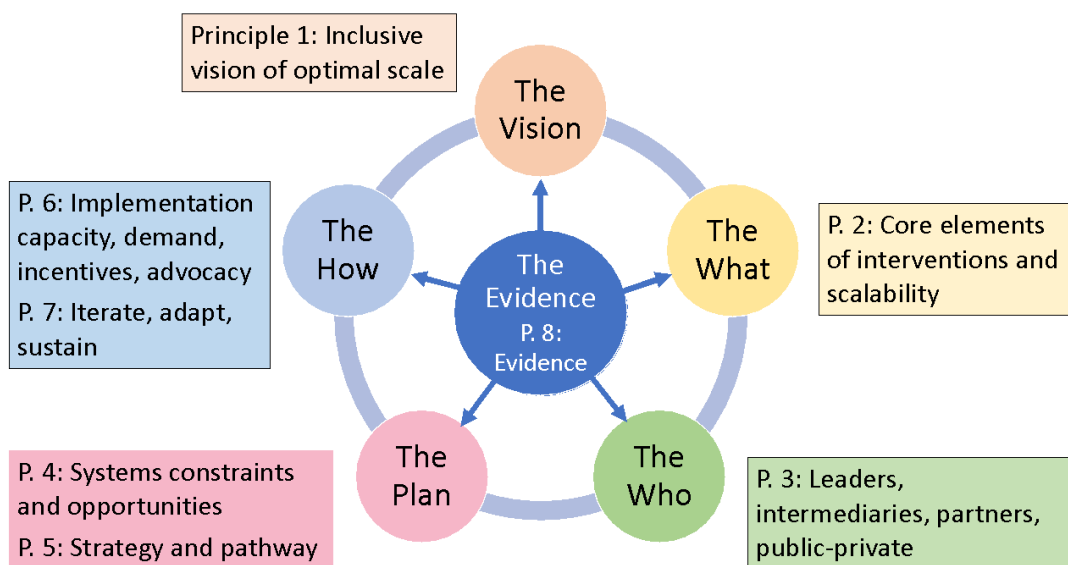 Principle 1: Inclusive
vision of optimal scale
The
Vision
P. 6: Implementation
capacity, demand,
incentives, advocacy
P. 7: Iterate, adapt,
sustain
The
How
The
Evidence
P. 8:
Evidence
The
What
P. 2: Core elements
of interventions and
scalability
P. 4: Systems constraints
and opportunities
P. 5: Strategy and pathway
The
Plan
The
Who
P. 3: Leaders,
intermediaries, partners,
public-private